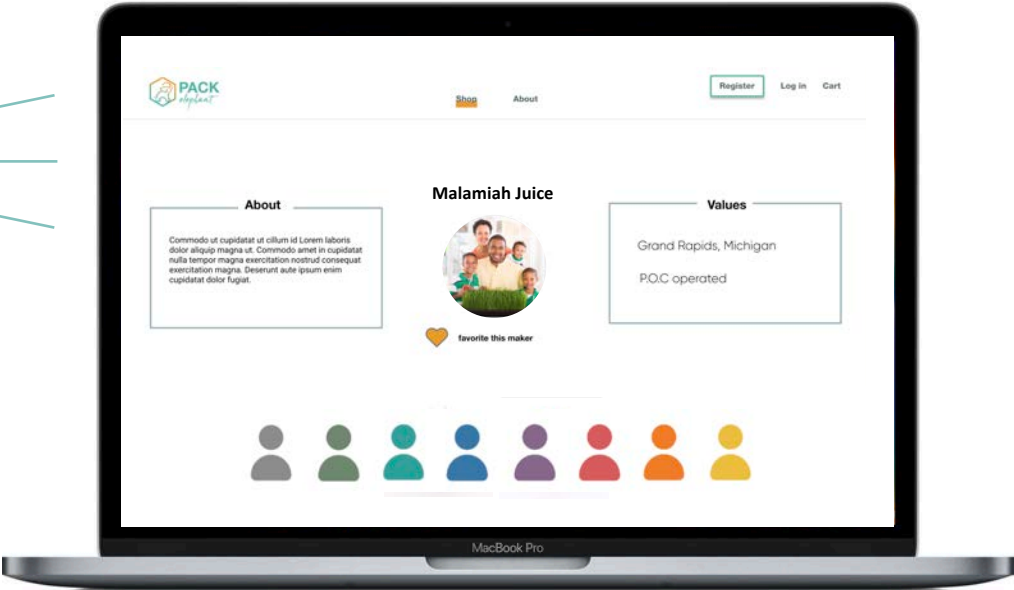 PACK
elephant
Shop
About
Register
Log in
Cart
Malamiah Juice
About
Commodo ut cupidatat ut cillum id Lorem laboris
dolor aliquip magna ut. Commodo amet in cupidatat
nulla tempor magna exercitation nostrud consequat
exercitation magna. Deserunt aute ipsum enim
cupidatat dolor fugiat.
favorite this maker
Values
Grand Rapids, Michigan
P.O.C operated
MacBook Pro